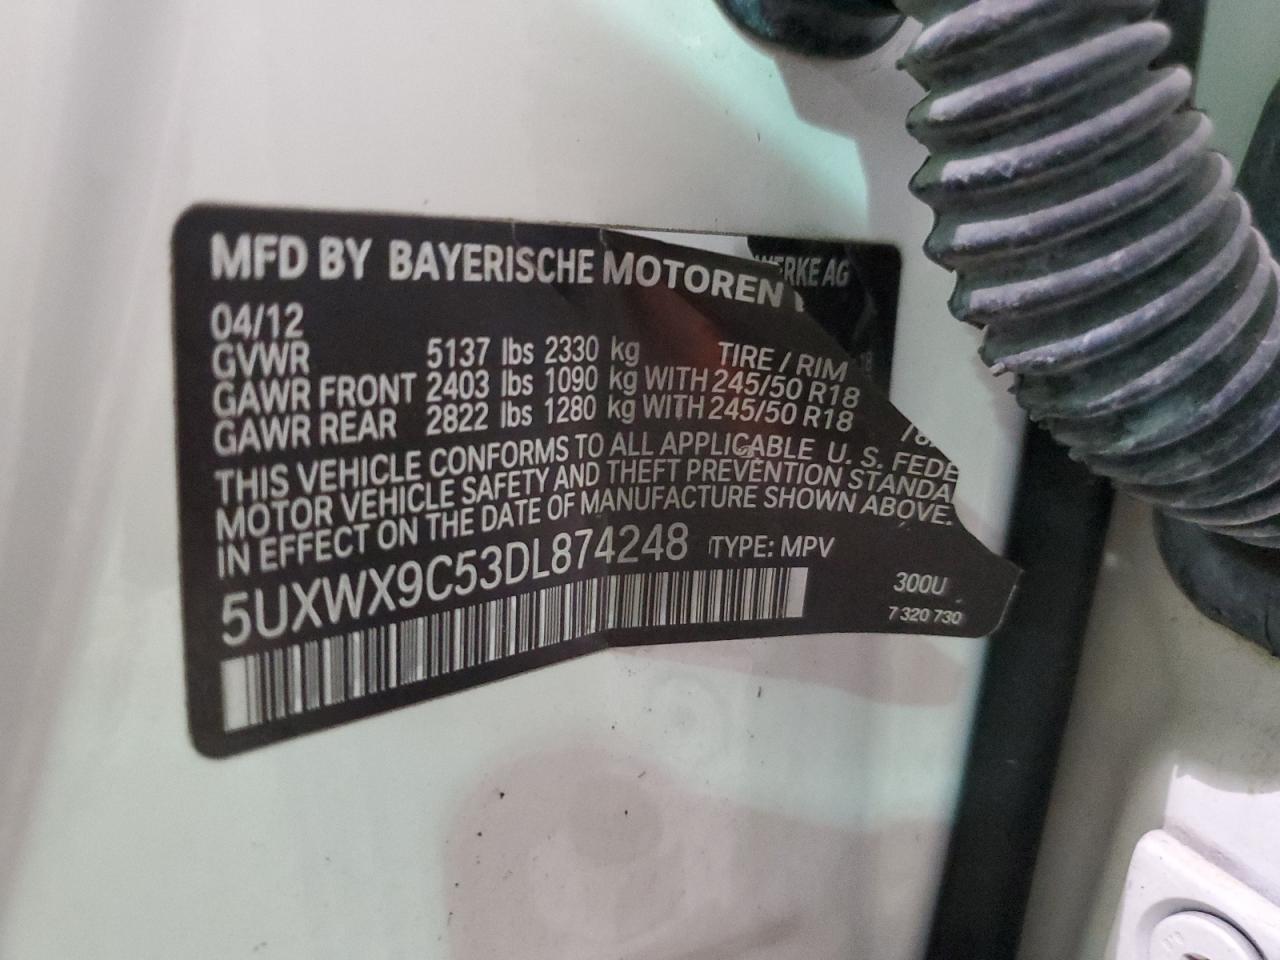 MFD BY BAYERISCHE MOTOREN WERKE AG
04/12
GVWR 5137 lbs 2330 kg TIRE / RIM
GAWR FRONT 2403 lbs 1090 kg WITH 245/50 R18
GAWR REAR 2822 lbs 1280 kg WITH 245/50 R18
THIS VEHICLE CONFORMS TO ALL APPLICABLE U. S. FEDE
MOTOR VEHICLE SAFETY AND THEFT PREVENTION STANDA
IN EFFECT ON THE DATE OF MANUFACTURE SHOWN ABOVE.
5UXWX9C53DL874248 TYPE: MPV
300U
7 320 730